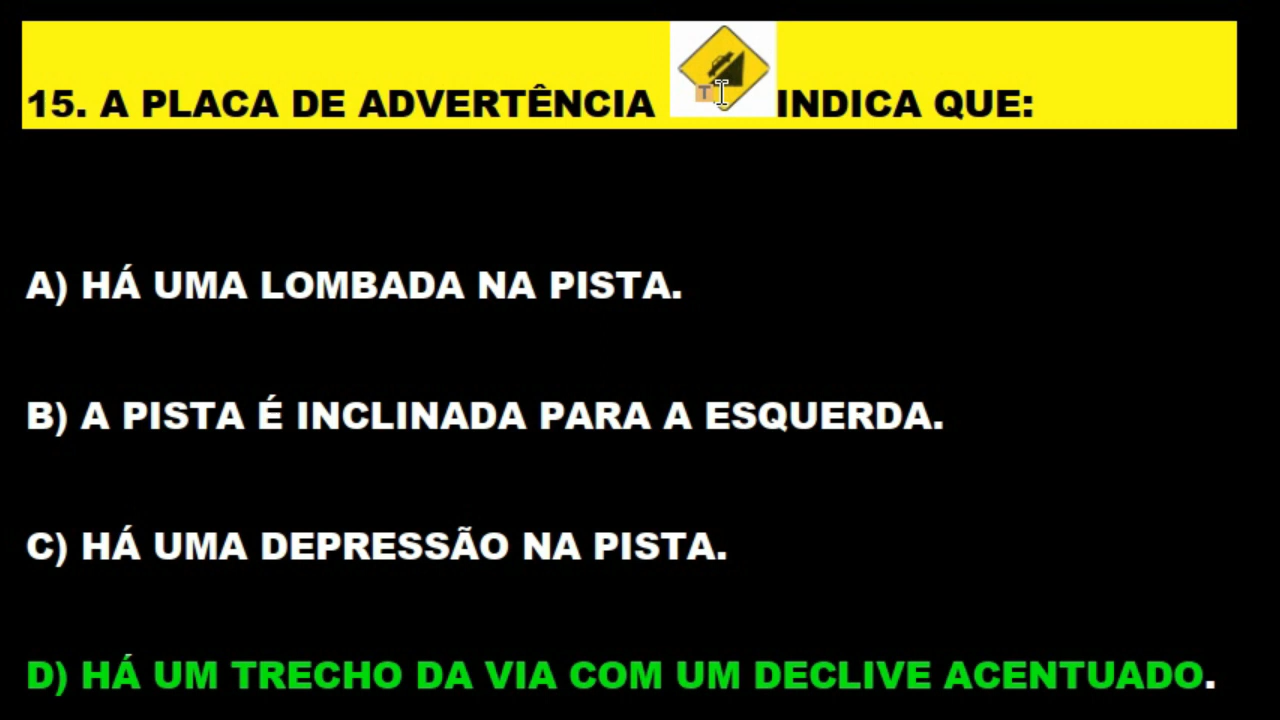 15. A PLACA DE ADVERTÊNCIA T INDICA QUE:
A) HÁ UMA LOMBADA NA PISTA.
B) A PISTA É INCLINADA PARA A ESQUERDA.
C) HÁ UMA DEPRESSÃO NA PISTA.
D) HÁ UM TRECHO DA VIA COM UM DECLIVE ACENTUADO.